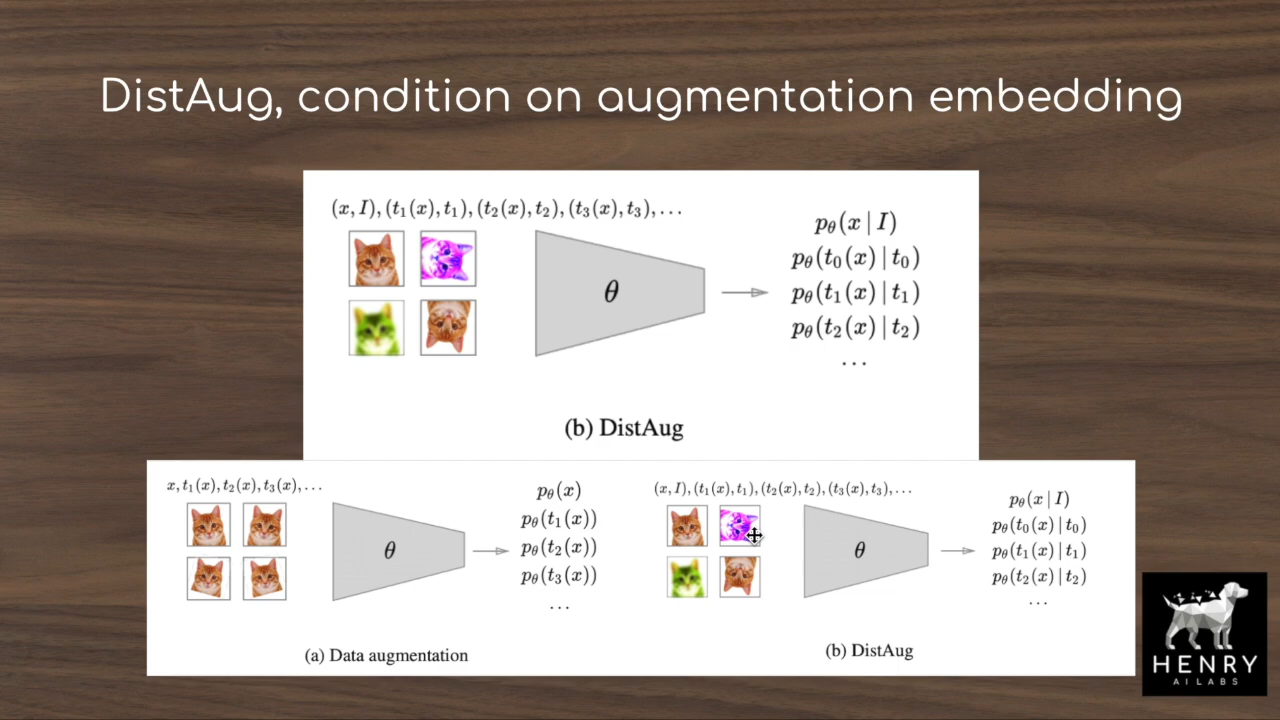 DistAug, condition on augmentation embedding
(x, I), (t₁(x), t₁), (t₂(x), t₂), (t₃(x), t₃), ...
θ
pθ(x | I)
pθ(t₀(x) | t₀)
pθ(t₁(x) | t₁)
pθ(t₂(x) | t₂)
...
(b) DistAug
x, t₁(x), t₂(x), t₃(x), ...
θ
pθ(x)
pθ(t₁(x))
pθ(t₂(x))
pθ(t₃(x))
...
(a) Data augmentation
(x, I), (t₁(x), t₁), (t₂(x), t₂), (t₃(x), t₃), ...
θ
pθ(x | I)
pθ(t₀(x) | t₀)
pθ(t₁(x) | t₁)
pθ(t₂(x) | t₂)
...
(b) DistAug
HENRY
AI LABS